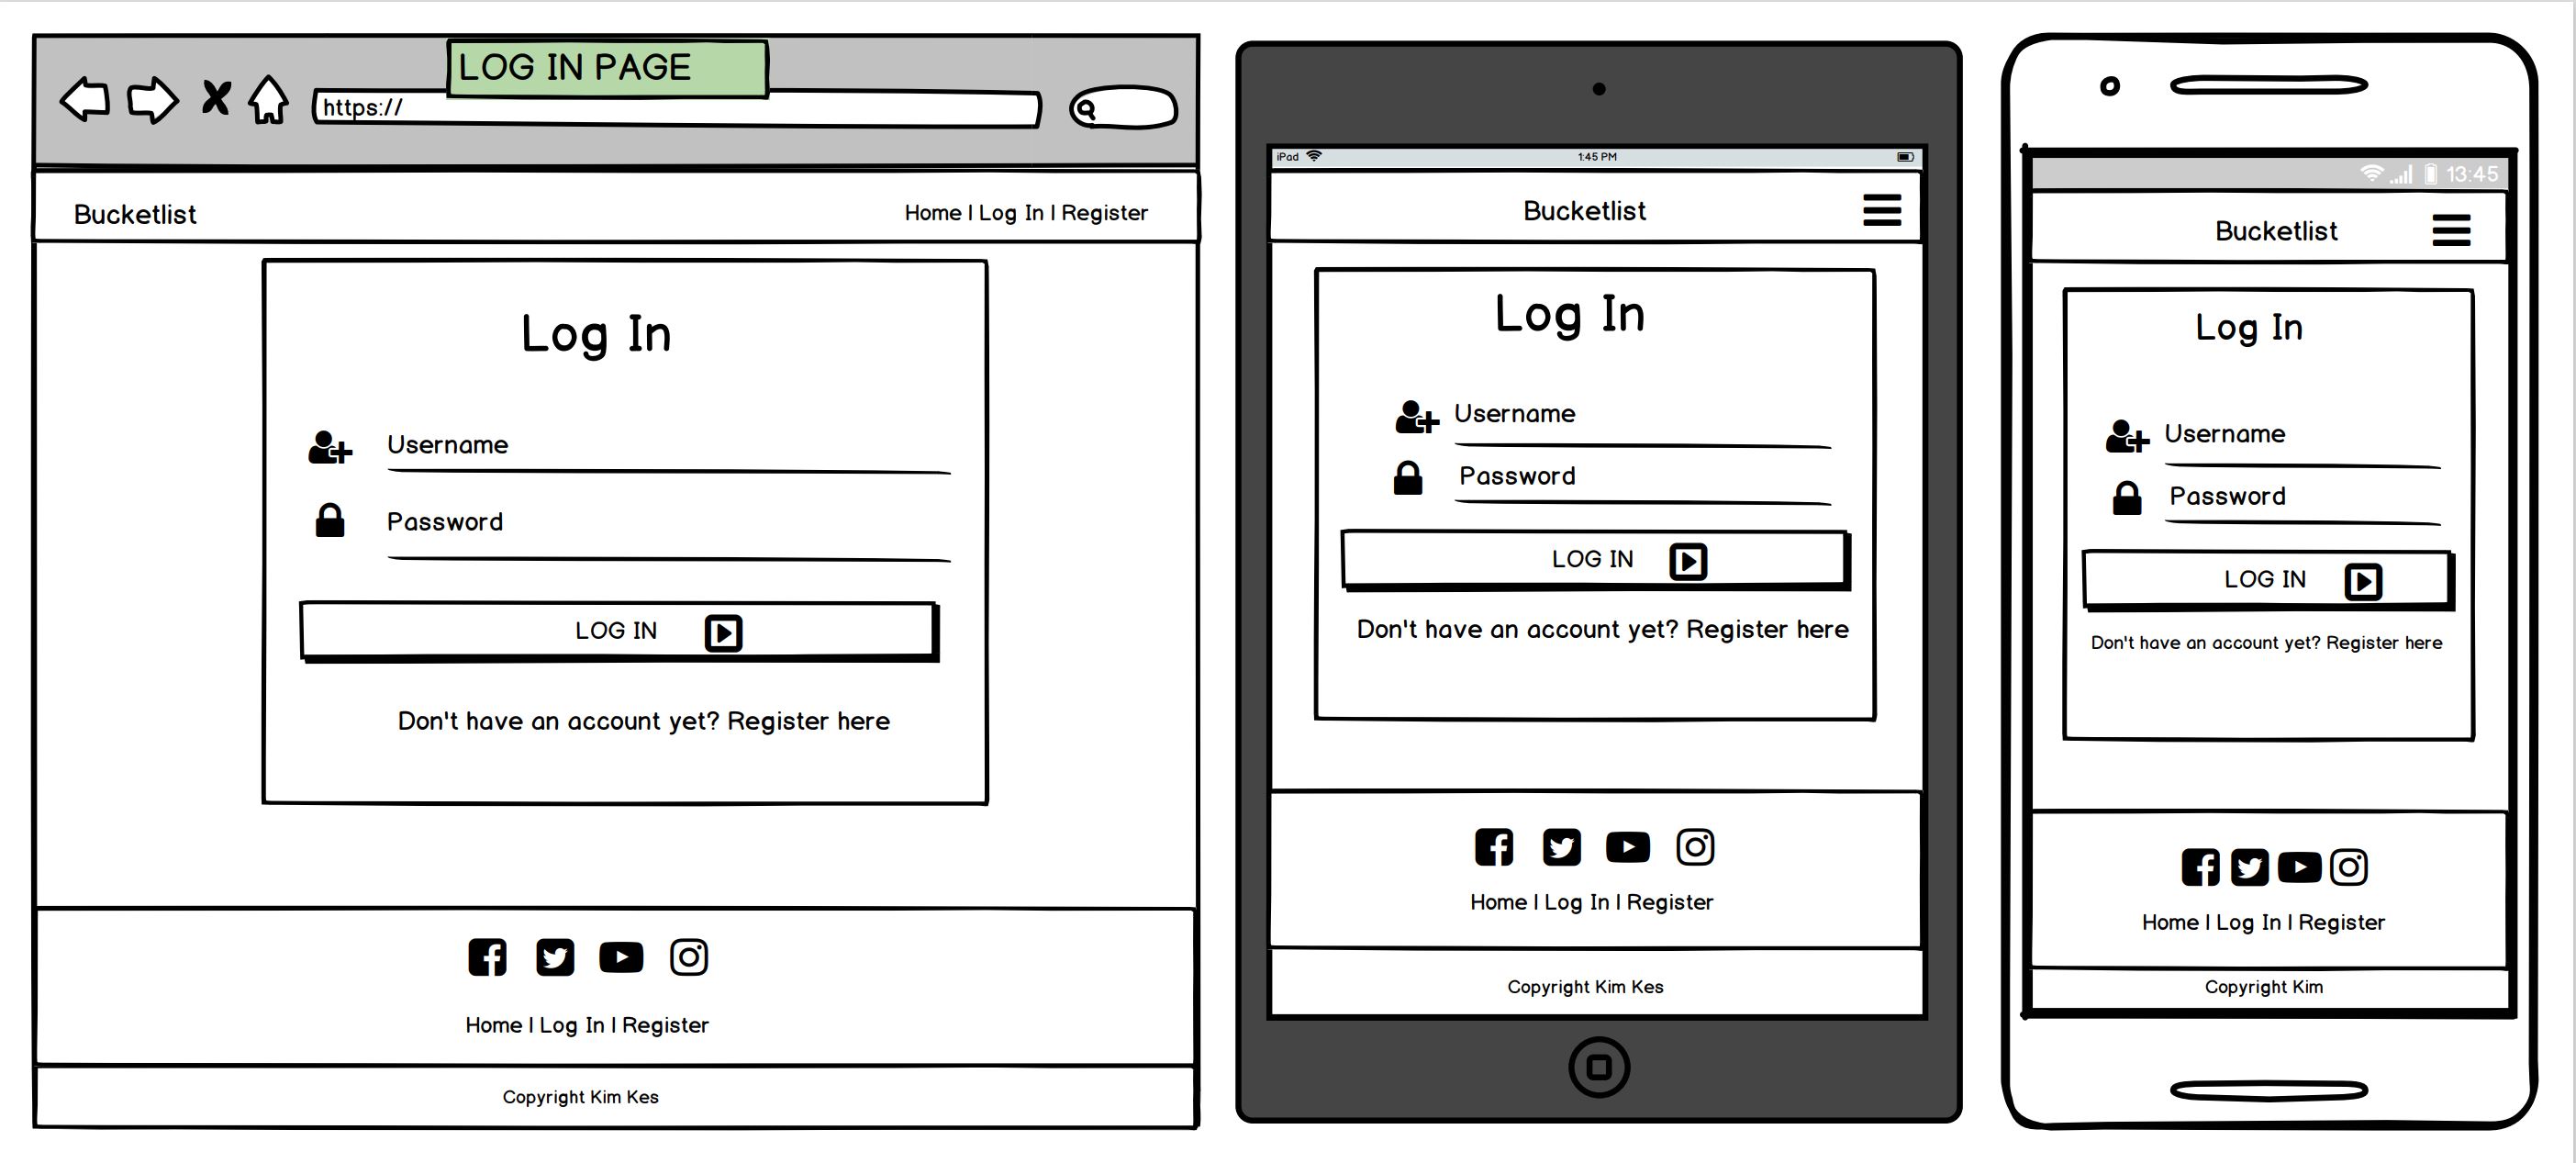 LOG IN PAGE
https://
Bucketlist
Home | Log In | Register
Log In
Username
Password
LOG IN
Don't have an account yet? Register here
Home | Log In | Register
Copyright Kim Kes
iPad
1:45 PM
Bucketlist
Log In
Username
Password
LOG IN
Don't have an account yet? Register here
Home | Log In | Register
Copyright Kim Kes
13:45
Bucketlist
Log In
Username
Password
LOG IN
Don't have an account yet? Register here
Home | Log In | Register
Copyright Kim